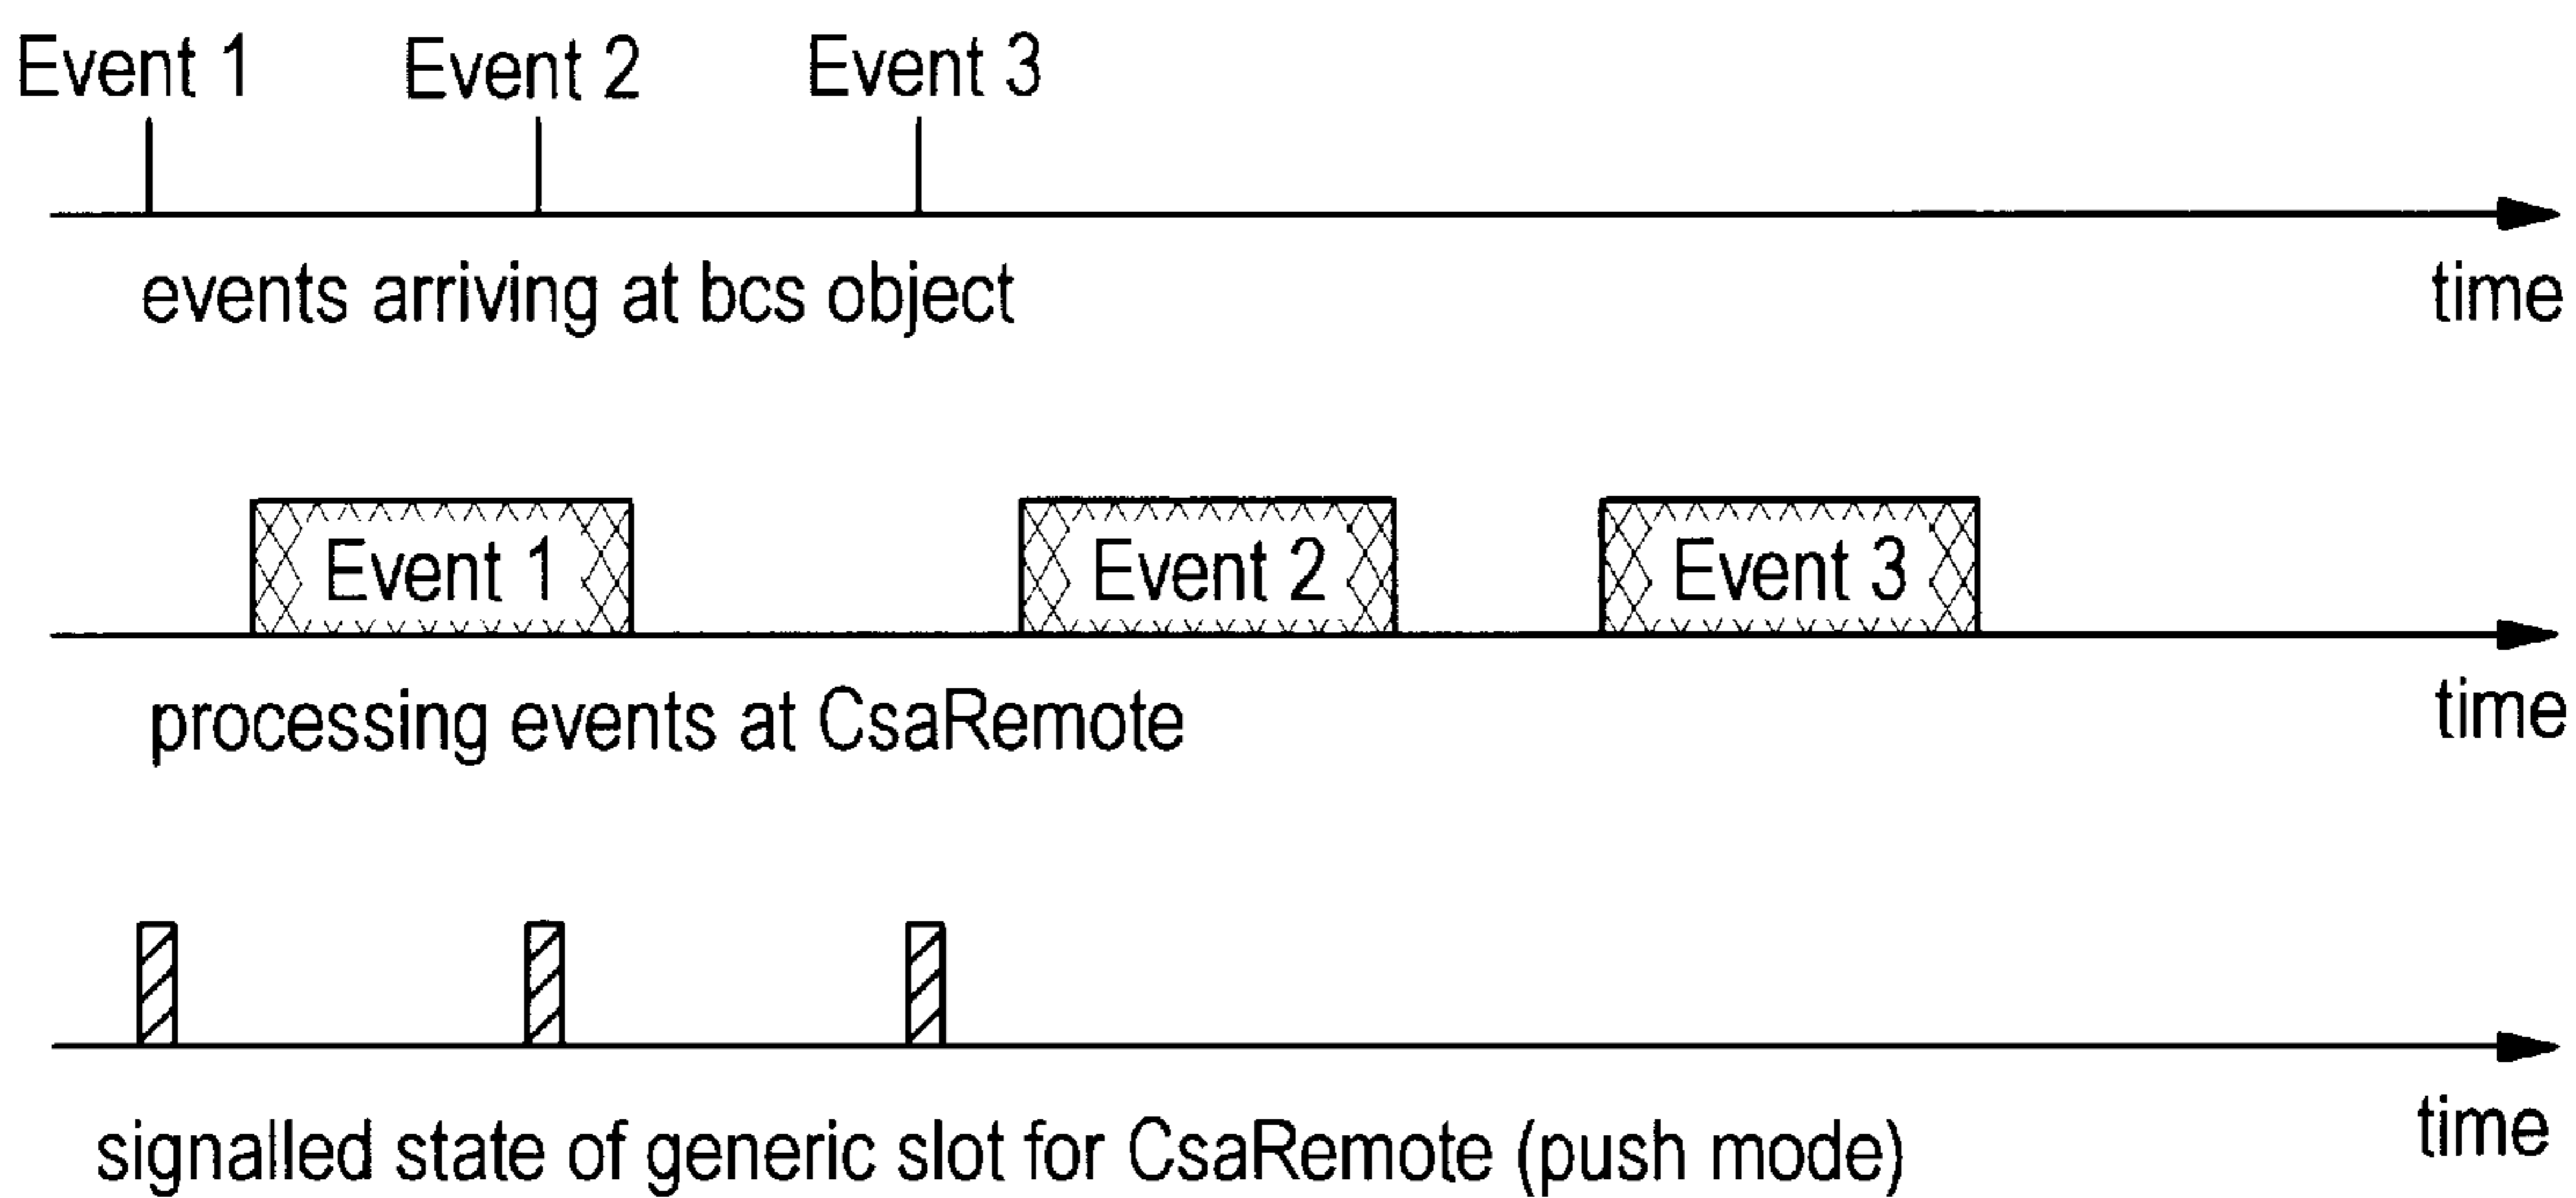 Event 1 Event 2 Event 3
events arriving at bcs object
time
Event 1 Event 2 Event 3
processing events at CsaRemote
time
signalled state of generic slot for CsaRemote (push mode)
time